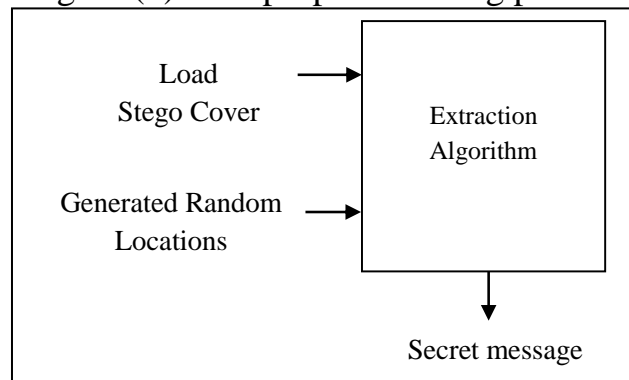 Load
Stego Cover
Extraction
Algorithm
Generated Random
Locations
Secret message